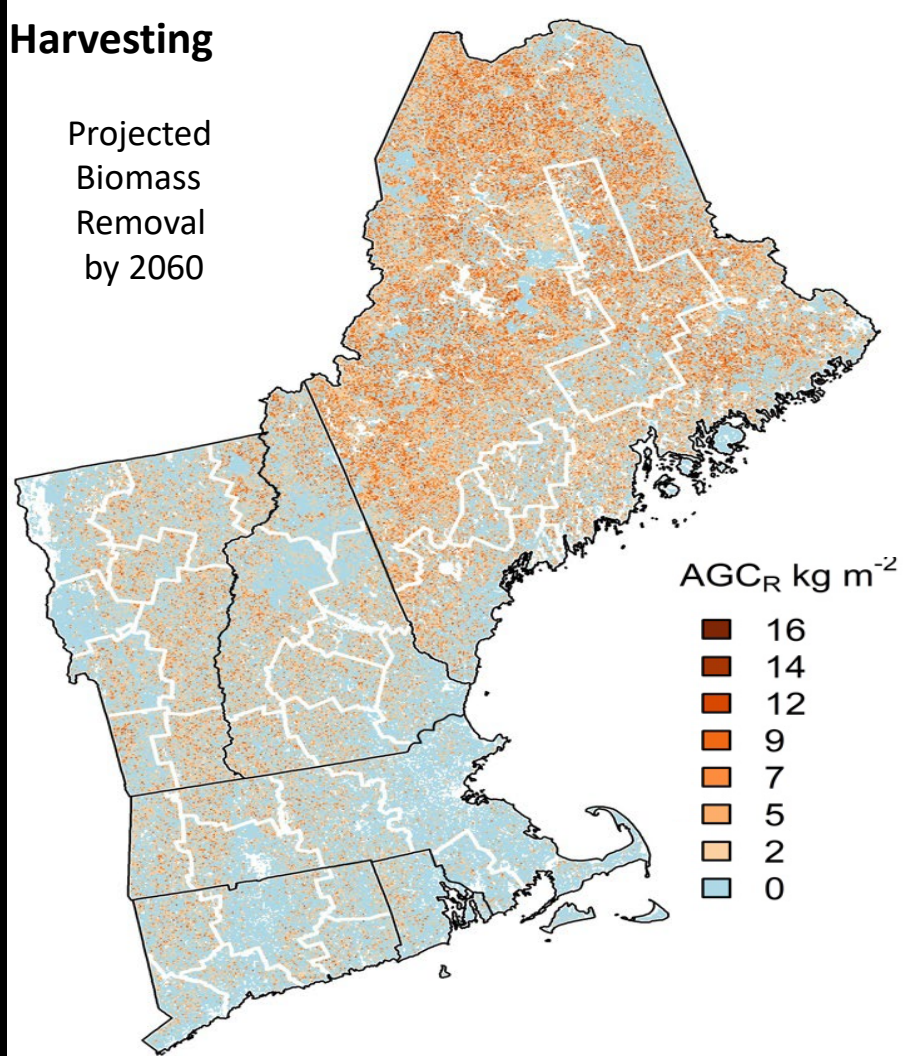 Harvesting
Projected
Biomass
Removal
by 2060
AGC_R kg m^-2
16
14
12
9
7
5
2
0